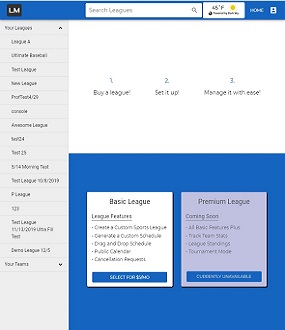 LM
Search Leagues
45°F
Powered by Dark Sky
HOME
Your Leagues
League A
Ultimate Baseball
Test League
New League
ProfTest4/29
console
Awesome League
test24
Test 25
5/14 Morning Test
Test League 10/8/2019
P League
123
Test League
11/13/2019 Ultra Fill
Test
Demo League 12/5
Your Teams
1.
Buy a league!
2.
Set it up!
3.
Manage it with ease!
Basic League
League Features
- Create a Custom Sports League
- Generate a Custom Schedule
- Drag and Drop Schedule
- Public Calendar
- Cancellation Requests
SELECT FOR $5/MO
Premium League
Coming Soon
- All Basic Features Plus
- Track Team Stats
- League Standings
- Tournament Mode
CURRENTLY UNAVAILABLE